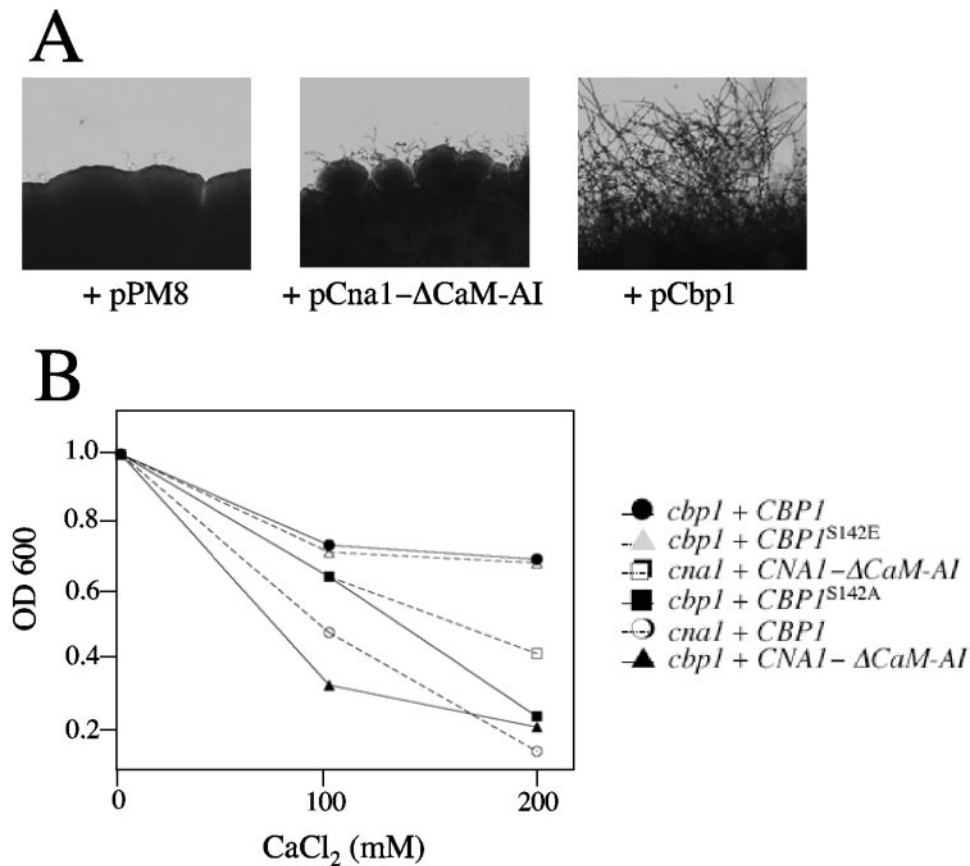 A
+ pPM8
+ pCna1–ΔCaM-AI
+ pCbp1
B
1.0
0.8
0.6
0.4
0.2
OD 600
0
100
200
CaCl₂ (mM)
cbp1 + CBP1
cbp1 + CBP1ˢ¹⁴²ᴱ
cna1 + CNA1–ΔCaM-AI
cbp1 + CBP1ˢ¹⁴²ᴬ
cna1 + CBP1
cbp1 + CNA1– ΔCaM-AI